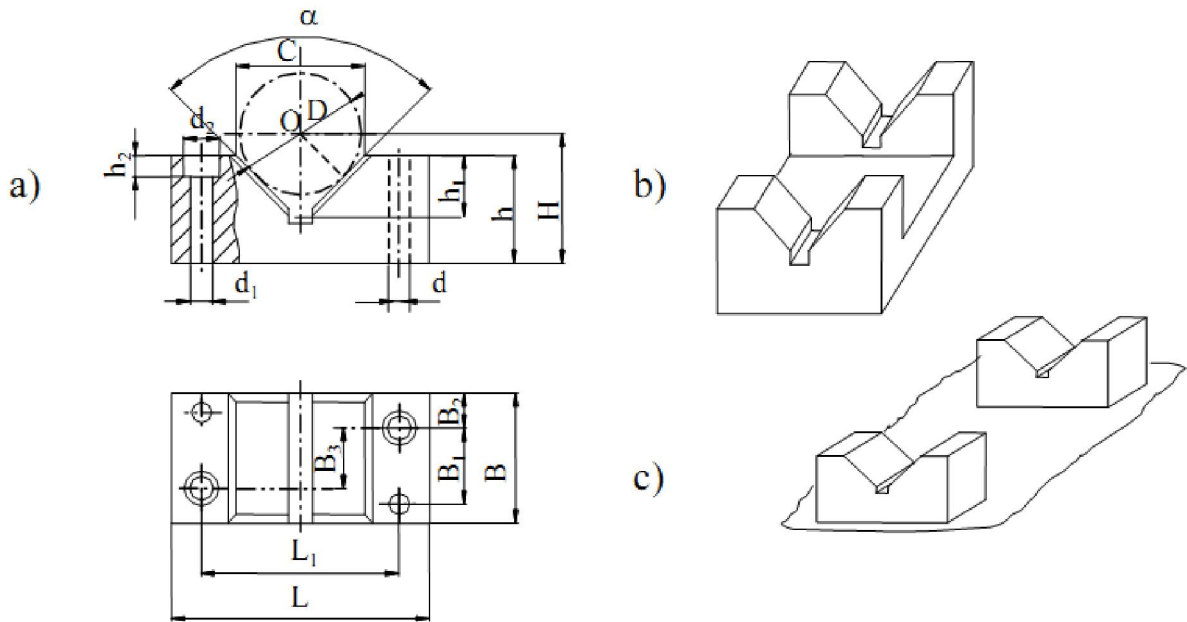 α
C
D
O
d₂
h₂
a)
h₁
h
H
d₁
d
b)
B₂
B₃
B₁
B
c)
L₁
L